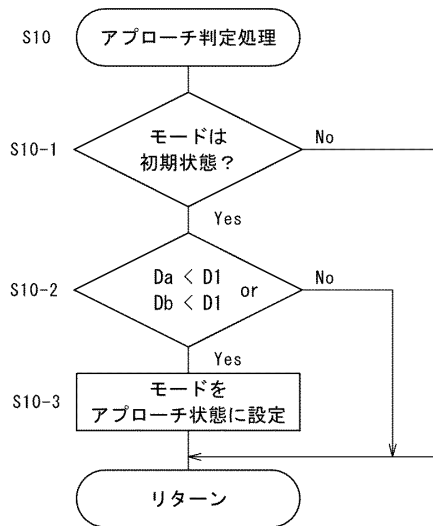 S10
アプローチ判定処理
S10-1
モードは
初期状態？
No
Yes
S10-2
Da < D1
or
Db < D1
No
Yes
S10-3
モードを
アプローチ状態に設定
リターン